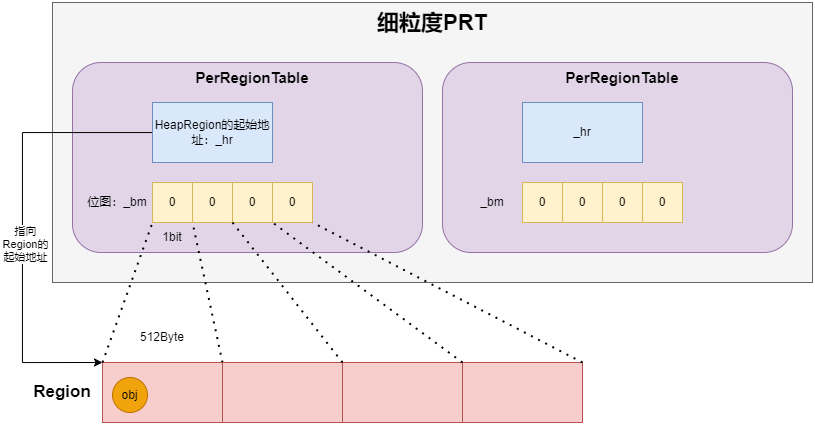 细粒度PRT
PerRegionTable
PerRegionTable
HeapRegion的起始地
址：_hr
_hr
位图：_bm
0 0 0 0
_bm
0 0 0 0
1bit
指向
Region的
起始地址
512Byte
Region
obj